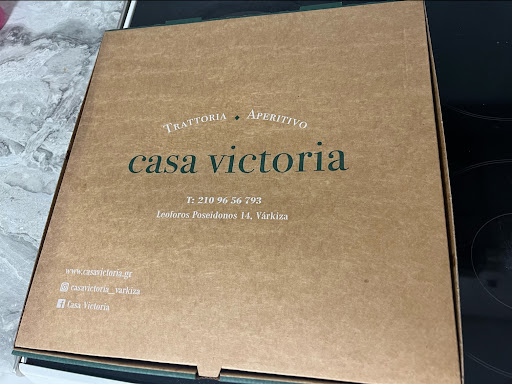 TRATTORIA ◆ APERITIVO
casa victoria
T: 210 96 56 793
Leoforos Poseidonos 14, Várkiza
www.casavictoria.gr
casavictoria_varkiza
Casa Victoria